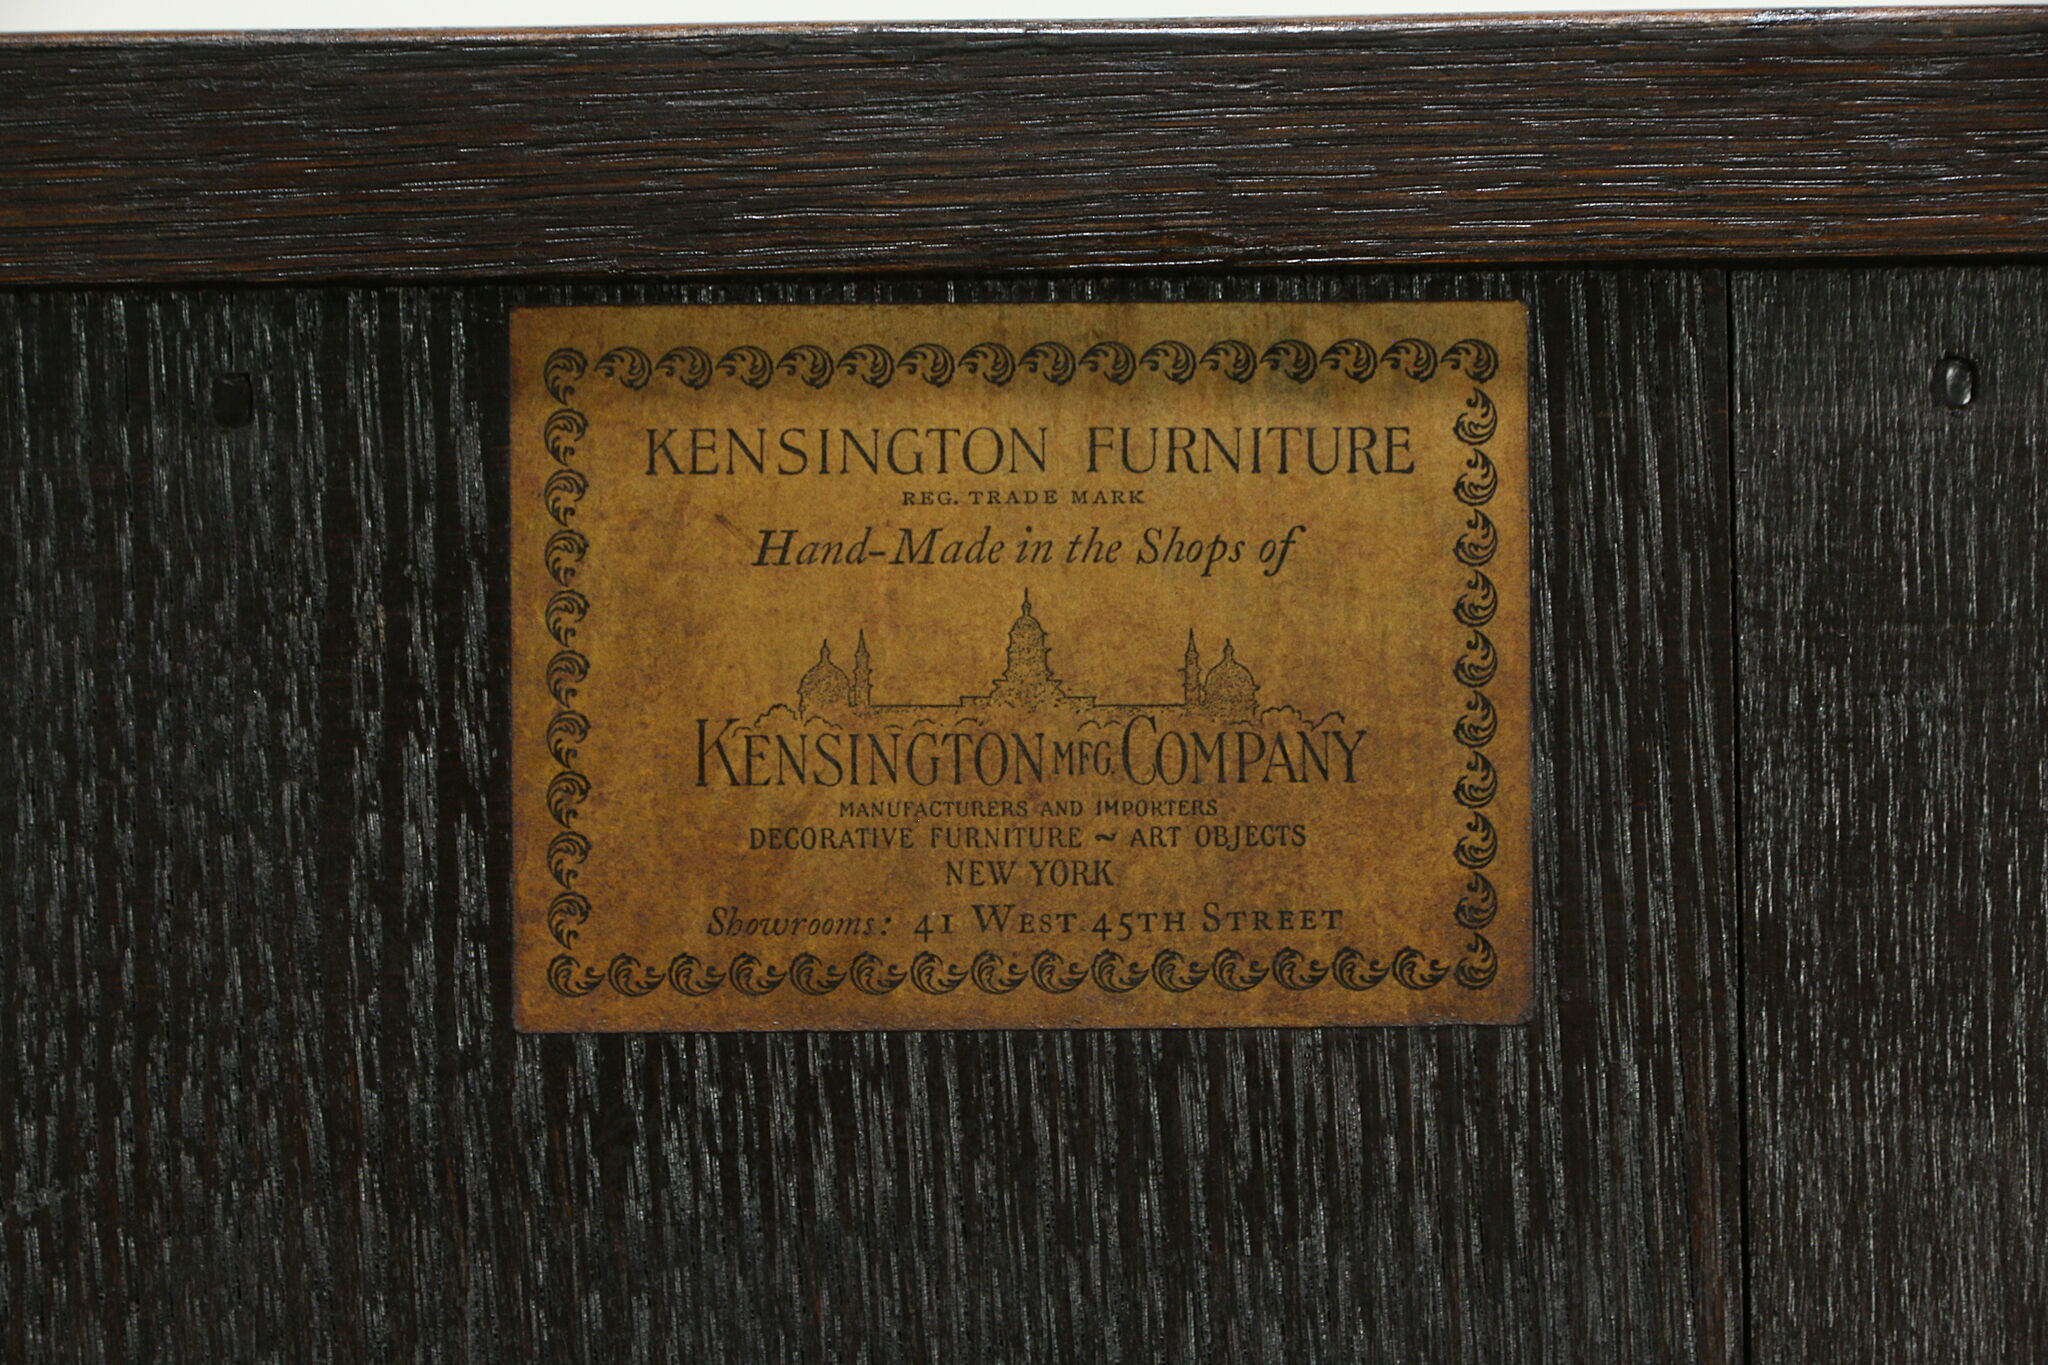 KENSINGTON FURNITURE
REG. TRADE MARK
Hand-Made in the Shops of
KENSINGTON MFG. COMPANY
MANUFACTURERS AND IMPORTERS
DECORATIVE FURNITURE ~ ART OBJECTS
NEW YORK
Showrooms: 41 WEST 45TH STREET